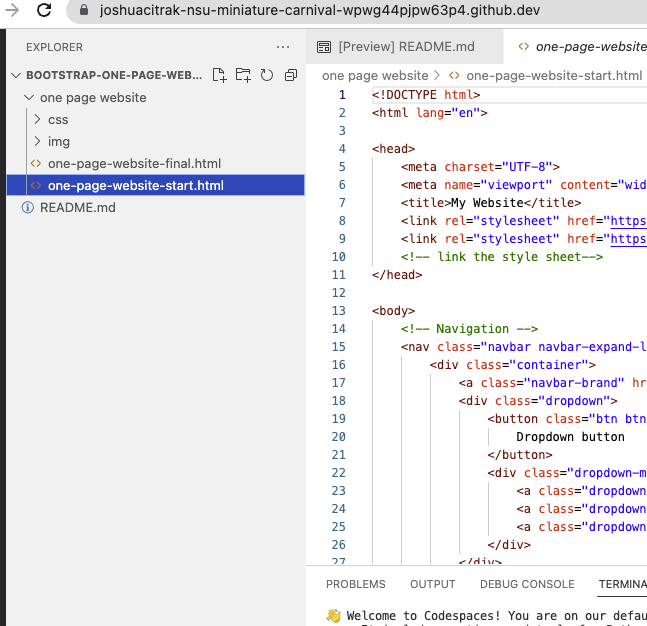 joshuacitrak-nsu-miniature-carnival-wpwg44pjpw63p4.github.dev
EXPLORER
BOOTSTRAP-ONE-PAGE-WEB...
one page website
css
img
one-page-website-final.html
one-page-website-start.html
README.md
[Preview] README.md
one-page-website
one page website > one-page-website-start.html
1 <!DOCTYPE html>
2 <html lang="en">
3
4 <head>
5 <meta charset="UTF-8">
6 <meta name="viewport" content="wid
7 <title>My Website</title>
8 <link rel="stylesheet" href="https
9 <link rel="stylesheet" href="https
10 <!-- link the style sheet-->
11 </head>
12
13 <body>
14 <!-- Navigation -->
15 <nav class="navbar navbar-expand-l
16 <div class="container">
17 <a class="navbar-brand" hr
18 <div class="dropdown">
19 <button class="btn btn
20 Dropdown button
21 </button>
22 <div class="dropdown-m
23 <a class="dropdown
24 <a class="dropdown
25 <a class="dropdown
26 </div>
27 </div>
PROBLEMS OUTPUT DEBUG CONSOLE TERMINA
👋 Welcome to Codespaces! You are on our defau